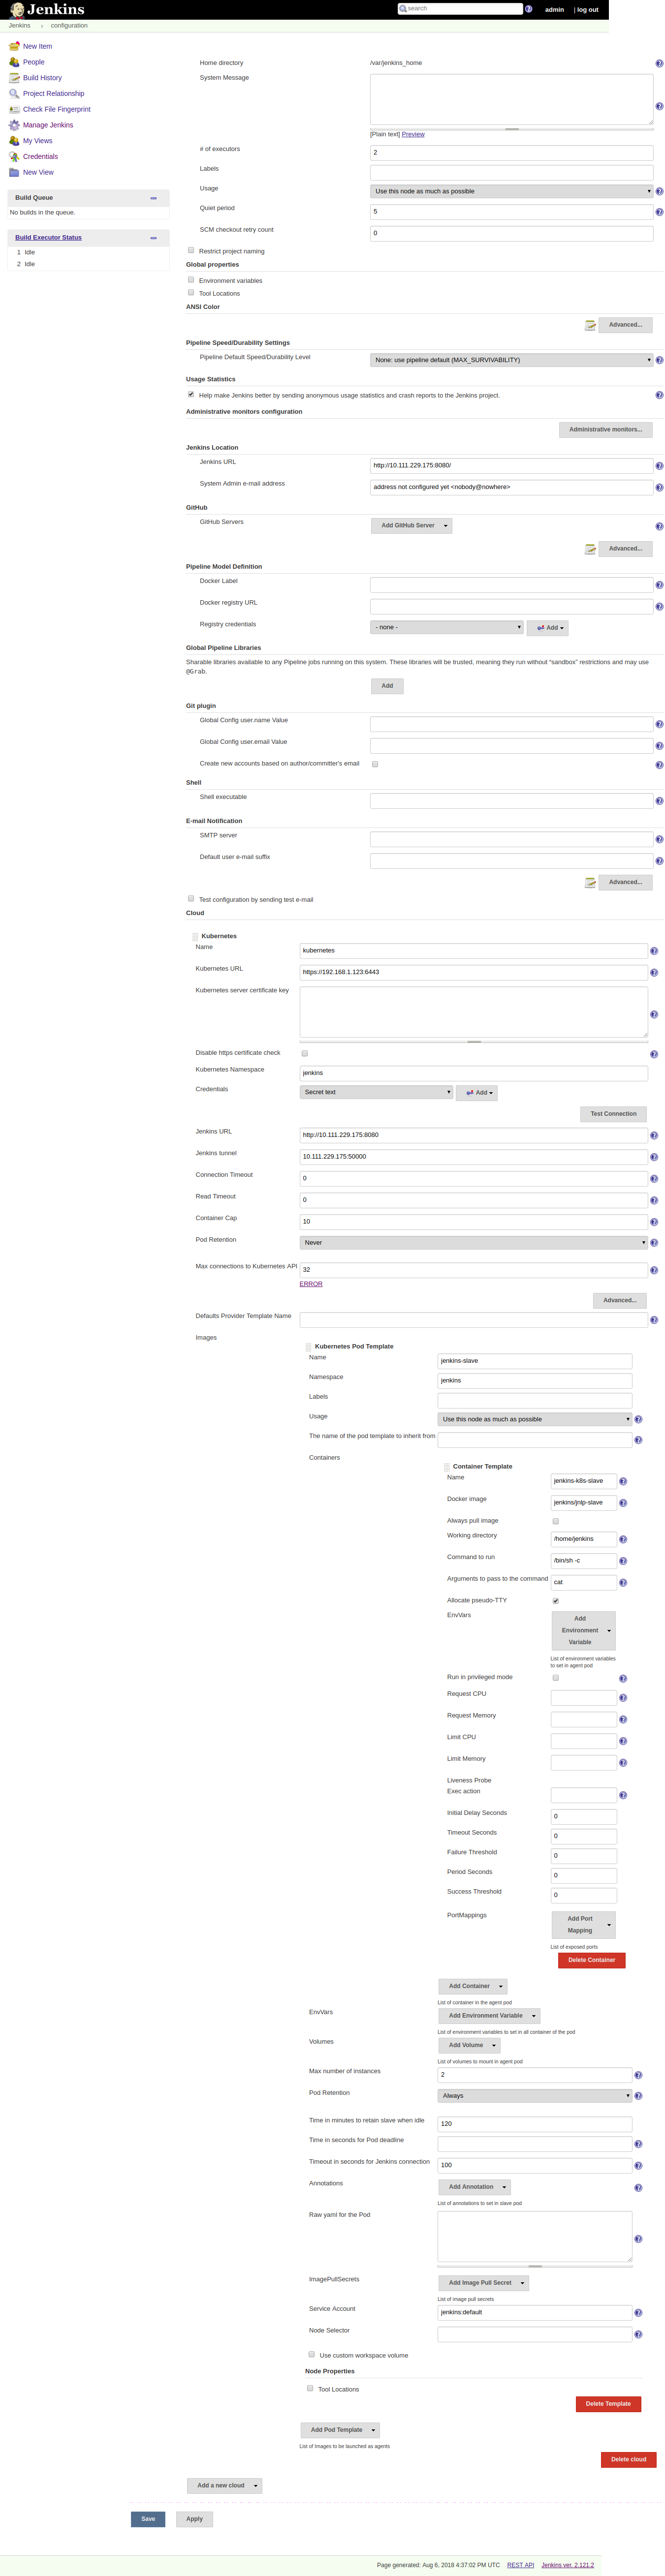 Jenkins
search
admin
| log out
Jenkins › configuration
New Item
People
Build History
Project Relationship
Check File Fingerprint
Manage Jenkins
My Views
Credentials
New View
Build Queue
No builds in the queue.
Build Executor Status
1 Idle
2 Idle
Home directory /var/jenkins_home
System Message
[Plain text] Preview
# of executors 2
Labels
Usage Use this node as much as possible
Quiet period 5
SCM checkout retry count 0
Restrict project naming
Global properties
Environment variables
Tool Locations
ANSI Color
Advanced...
Pipeline Speed/Durability Settings
Pipeline Default Speed/Durability Level None: use pipeline default (MAX_SURVIVABILITY)
Usage Statistics
Help make Jenkins better by sending anonymous usage statistics and crash reports to the Jenkins project.
Administrative monitors configuration
Administrative monitors...
Jenkins Location
Jenkins URL http://10.111.229.175:8080/
System Admin e-mail address address not configured yet <nobody@nowhere>
GitHub
GitHub Servers Add GitHub Server
Advanced...
Pipeline Model Definition
Docker Label
Docker registry URL
Registry credentials - none - Add
Global Pipeline Libraries
Sharable libraries available to any Pipeline jobs running on this system. These libraries will be trusted, meaning they run without “sandbox” restrictions and may use
@Grab.
Add
Git plugin
Global Config user.name Value
Global Config user.email Value
Create new accounts based on author/committer's email
Shell
Shell executable
E-mail Notification
SMTP server
Default user e-mail suffix
Advanced...
Test configuration by sending test e-mail
Cloud
Kubernetes
Name kubernetes
Kubernetes URL https://192.168.1.123:6443
Kubernetes server certificate key
Disable https certificate check
Kubernetes Namespace jenkins
Credentials Secret text Add
Test Connection
Jenkins URL http://10.111.229.175:8080
Jenkins tunnel 10.111.229.175:50000
Connection Timeout 0
Read Timeout 0
Container Cap 10
Pod Retention Never
Max connections to Kubernetes API 32
ERROR
Advanced...
Defaults Provider Template Name
Images
Kubernetes Pod Template
Name jenkins-slave
Namespace jenkins
Labels
Usage Use this node as much as possible
The name of the pod template to inherit from
Containers
Container Template
Name jenkins-k8s-slave
Docker image jenkins/jnlp-slave
Always pull image
Working directory /home/jenkins
Command to run /bin/sh -c
Arguments to pass to the command cat
Allocate pseudo-TTY
EnvVars Add
Environment
Variable
List of environment variables
to set in agent pod
Run in privileged mode
Request CPU
Request Memory
Limit CPU
Limit Memory
Liveness Probe
Exec action
Initial Delay Seconds 0
Timeout Seconds 0
Failure Threshold 0
Period Seconds 0
Success Threshold 0
PortMappings Add Port
Mapping
List of exposed ports
Delete Container
Add Container
List of container in the agent pod
EnvVars Add Environment Variable
List of environment variables to set in all container of the pod
Volumes Add Volume
List of volumes to mount in agent pod
Max number of instances 2
Pod Retention Always
Time in minutes to retain slave when idle 120
Time in seconds for Pod deadline
Timeout in seconds for Jenkins connection 100
Annotations Add Annotation
List of annotations to set in slave pod
Raw yaml for the Pod
ImagePullSecrets Add Image Pull Secret
List of image pull secrets
Service Account jenkins:default
Node Selector
Use custom workspace volume
Node Properties
Tool Locations
Delete Template
Add Pod Template
List of Images to be launched as agents
Delete cloud
Add a new cloud
Save Apply
Page generated: Aug 6, 2018 4:37:02 PM UTC REST API Jenkins ver. 2.121.2